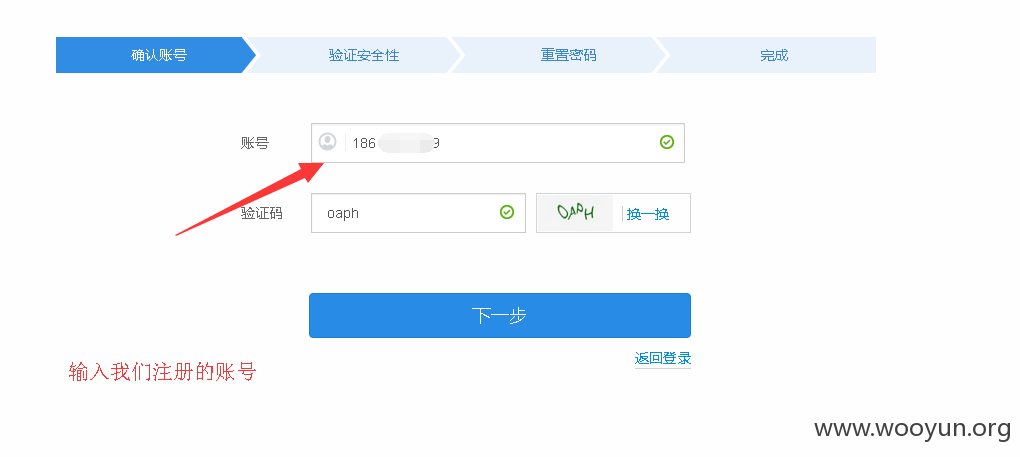 确认账号 验证安全性 重置密码 完成
账号 186 9
验证码 oaph OAPH 换一换
下一步
返回登录
输入我们注册的账号
www.wooyun.org